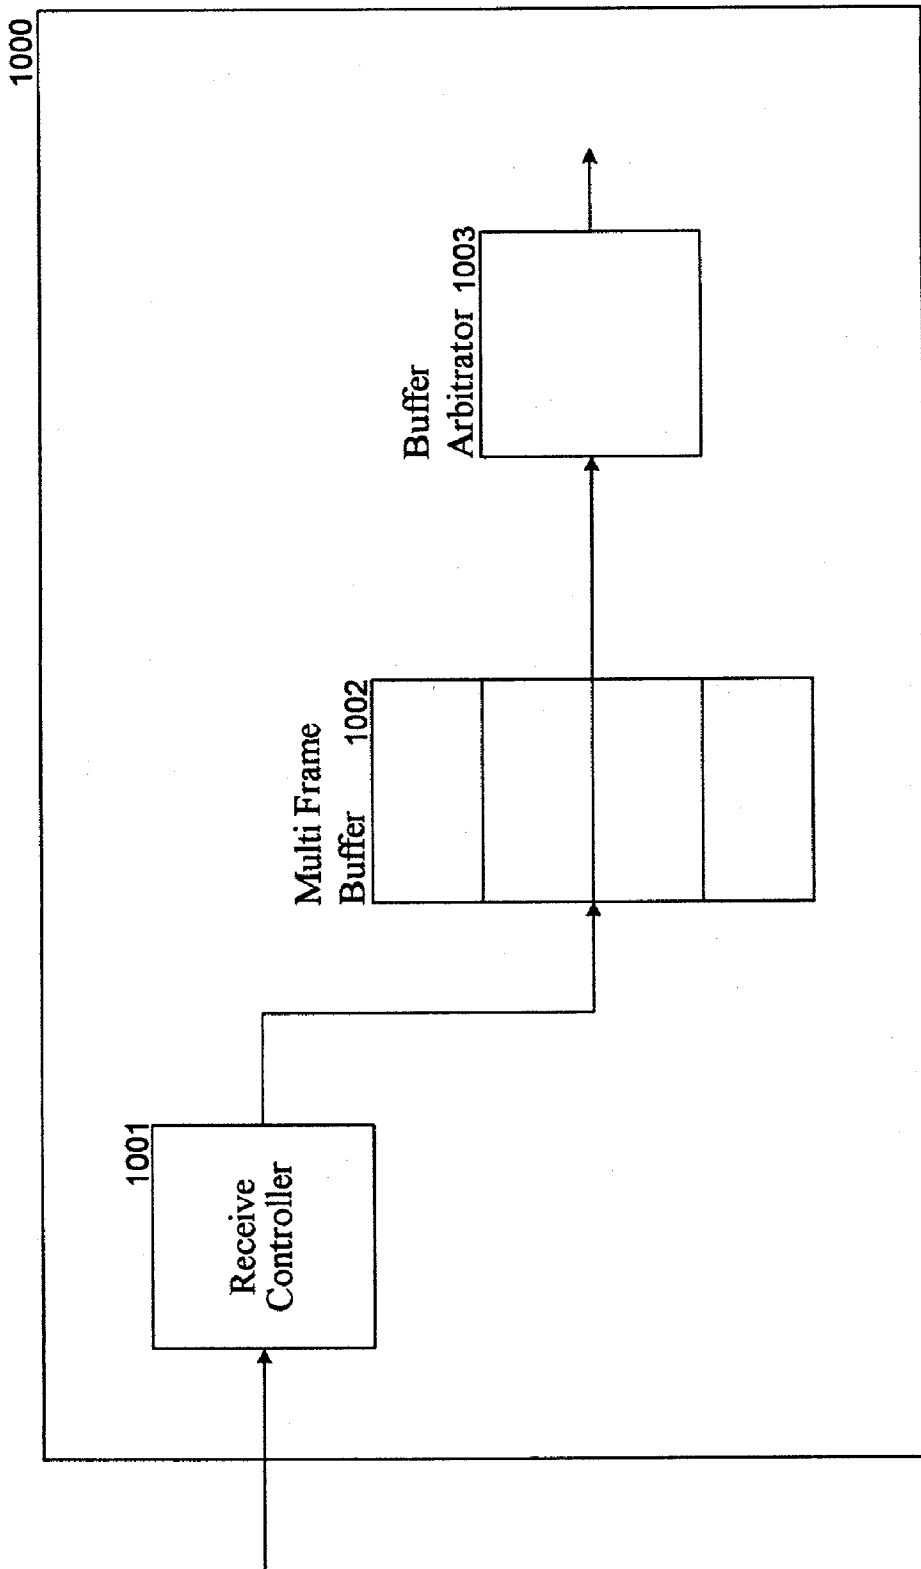 1000
1001
Receive
Controller
Multi Frame
Buffer 1002
Buffer
Arbitrator 1003